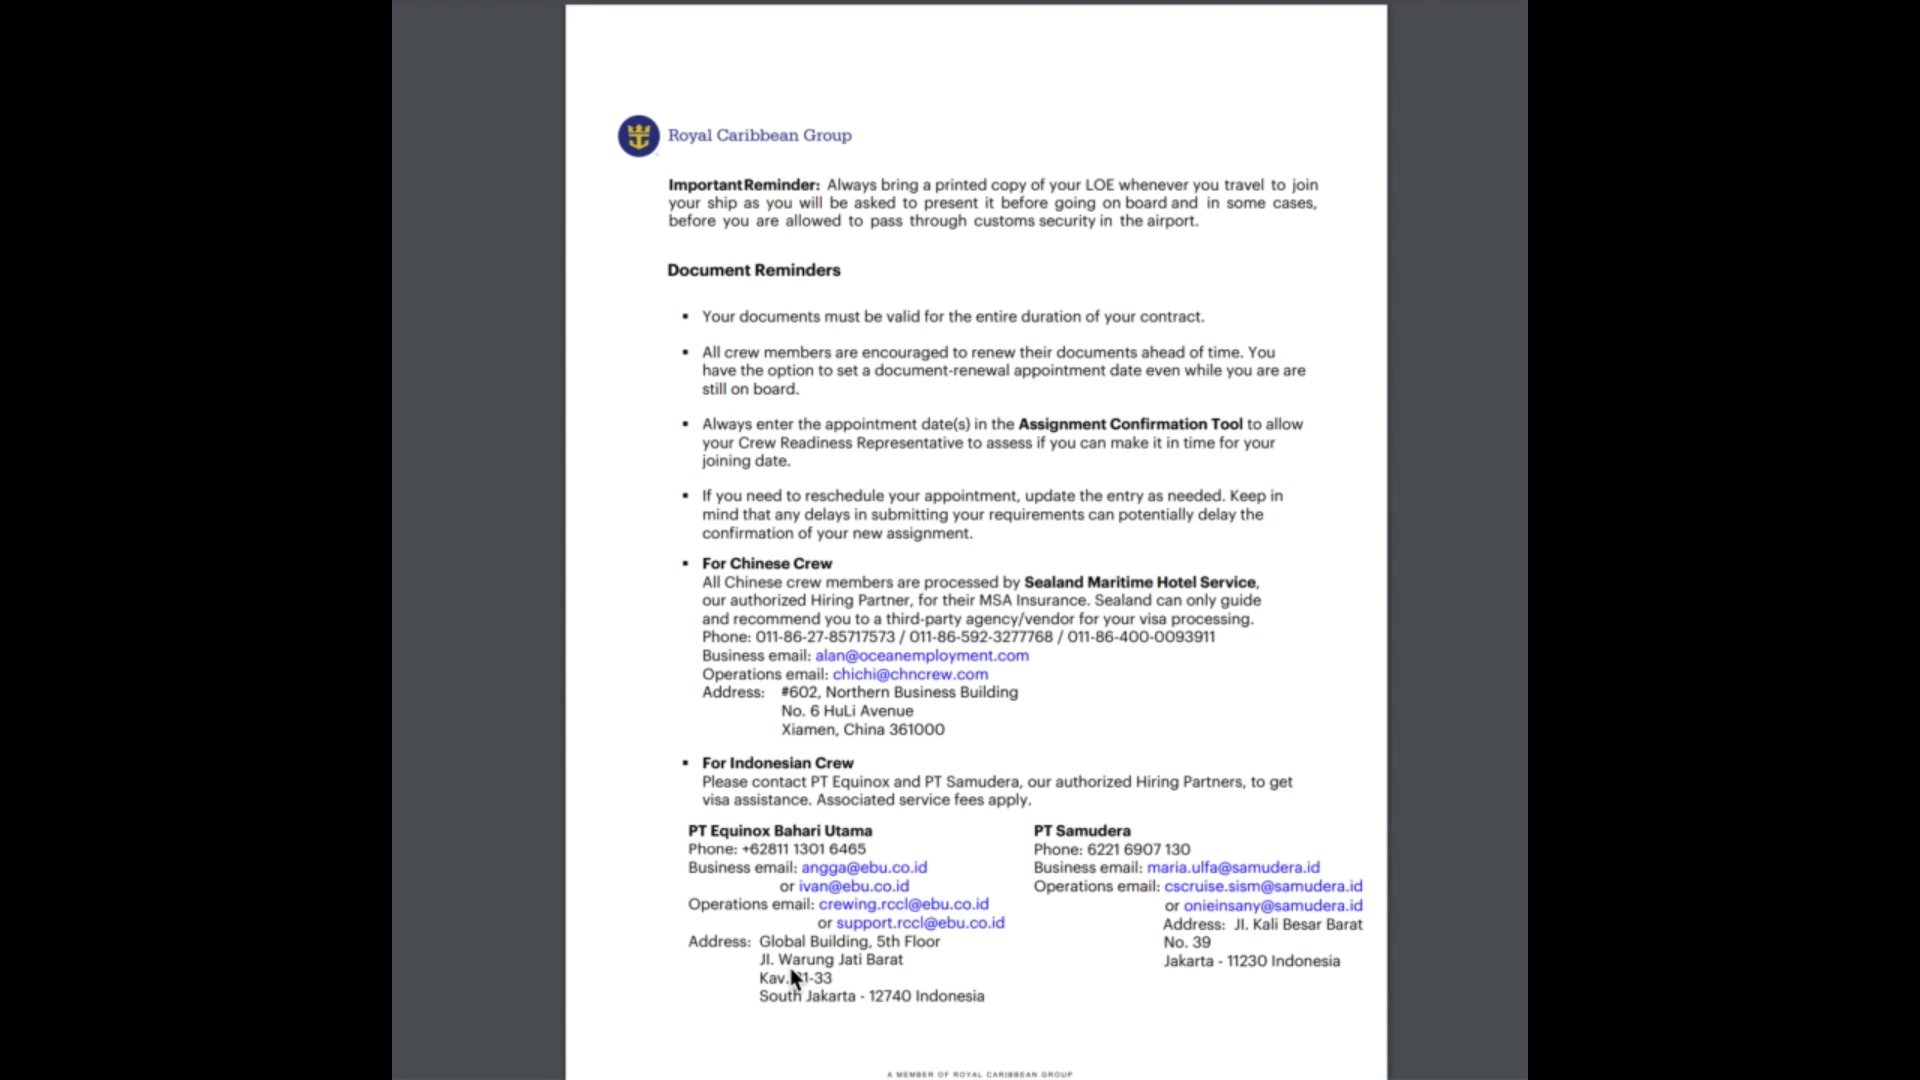 Royal Caribbean Group
Important Reminder: Always bring a printed copy of your LOE whenever you travel to join
your ship as you will be asked to present it before going on board and in some cases,
before you are allowed to pass through customs security in the airport.
Document Reminders
▪ Your documents must be valid for the entire duration of your contract.
▪ All crew members are encouraged to renew their documents ahead of time. You
have the option to set a document-renewal appointment date even while you are are
still on board.
▪ Always enter the appointment date(s) in the Assignment Confirmation Tool to allow
your Crew Readiness Representative to assess if you can make it in time for your
joining date.
▪ If you need to reschedule your appointment, update the entry as needed. Keep in
mind that any delays in submitting your requirements can potentially delay the
confirmation of your new assignment.
▪ For Chinese Crew
All Chinese crew members are processed by Sealand Maritime Hotel Service,
our authorized Hiring Partner, for their MSA Insurance. Sealand can only guide
and recommend you to a third-party agency/vendor for your visa processing.
Phone: 011-86-27-85717573 / 011-86-592-3277768 / 011-86-400-0093911
Business email: alan@oceanemployment.com
Operations email: chichi@chncrew.com
Address: #602, Northern Business Building
No. 6 HuLi Avenue
Xiamen, China 361000
▪ For Indonesian Crew
Please contact PT Equinox and PT Samudera, our authorized Hiring Partners, to get
visa assistance. Associated service fees apply.
PT Equinox Bahari Utama
Phone: +62811 1301 6465
Business email: angga@ebu.co.id
or ivan@ebu.co.id
Operations email: crewing.rccl@ebu.co.id
or support.rccl@ebu.co.id
Address: Global Building, 5th Floor
Jl. Warung Jati Barat
Kav. 1-33
South Jakarta - 12740 Indonesia
PT Samudera
Phone: 6221 6907 130
Business email: maria.ulfa@samudera.id
Operations email: cscruise.sism@samudera.id
or onieinsany@samudera.id
Address: Jl. Kali Besar Barat
No. 39
Jakarta - 11230 Indonesia
A MEMBER OF ROYAL CARIBBEAN GROUP